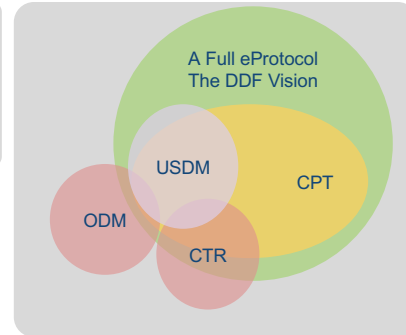 A Full eProtocol
The DDF Vision
USDM
CPT
ODM
CTR